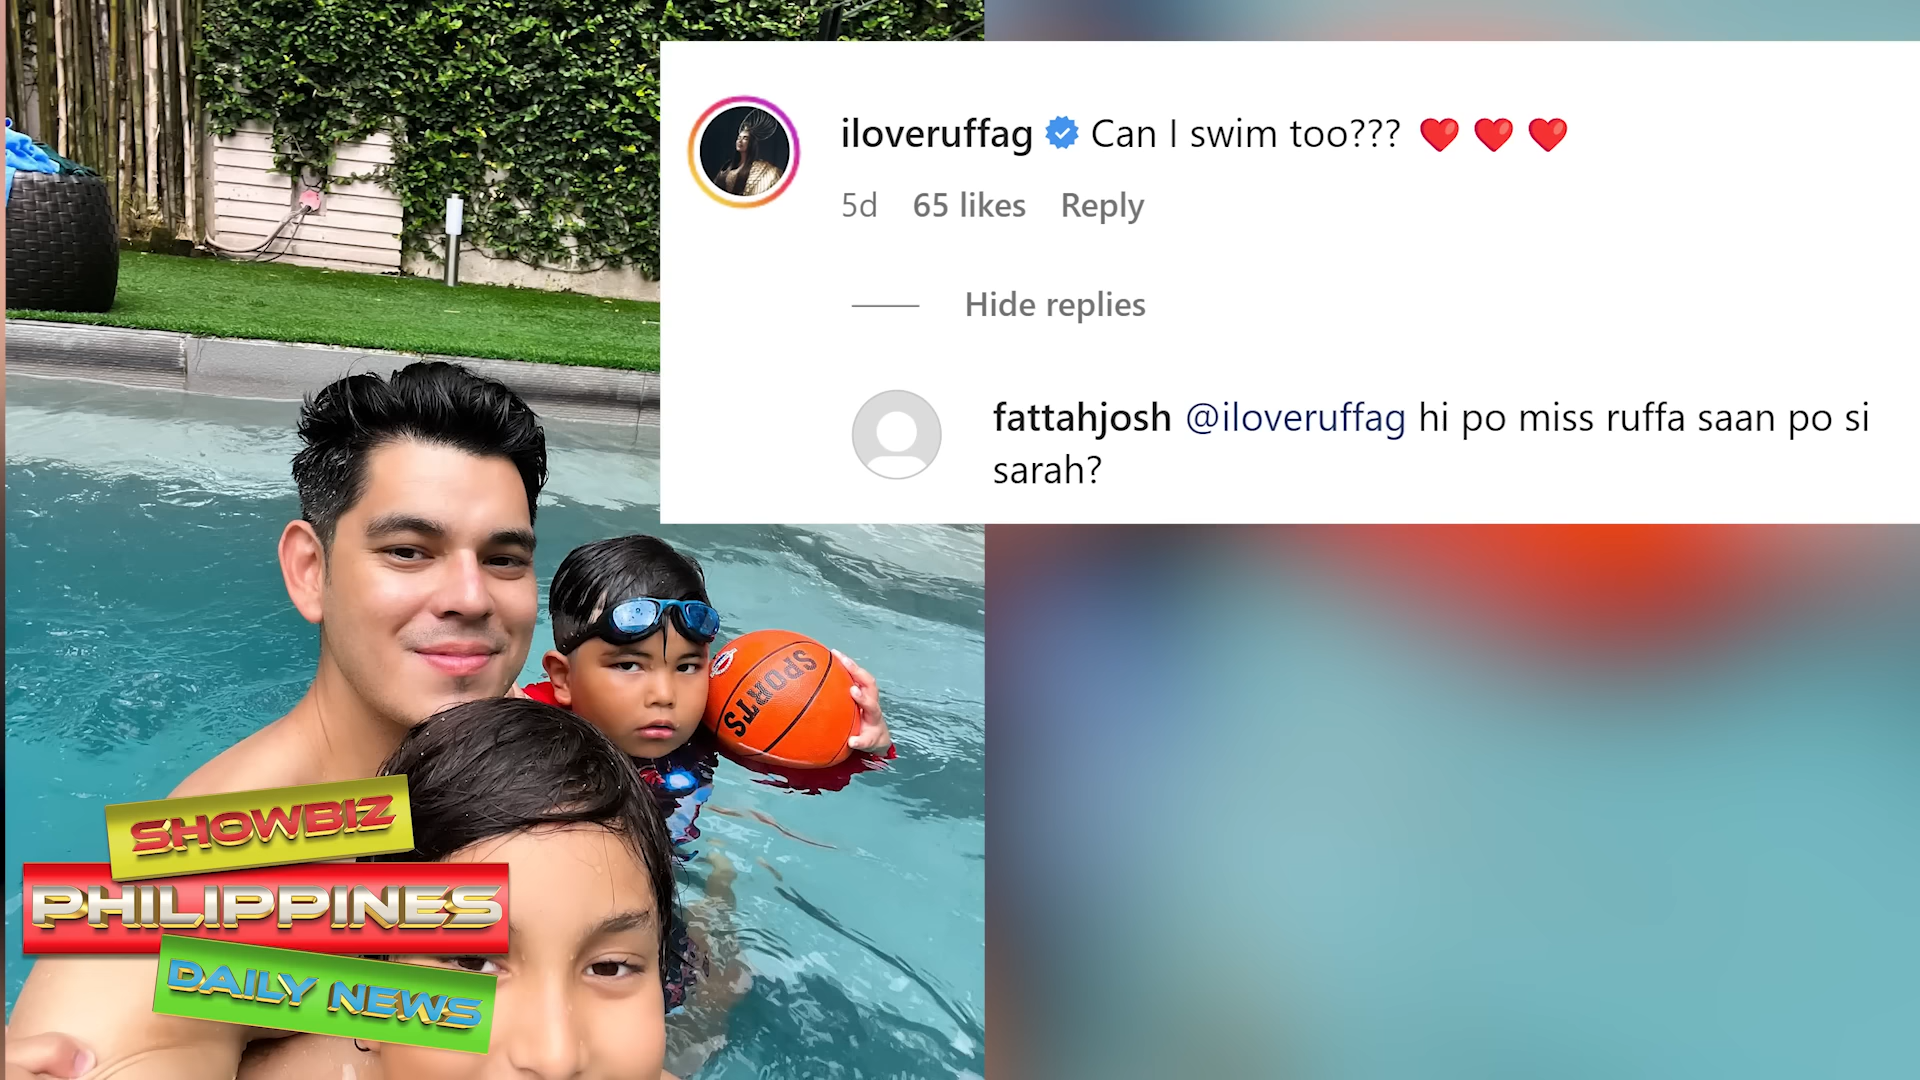 iloveruffag Can I swim too??? ❤️ ❤️ ❤️
5d 65 likes Reply
Hide replies
fattahjosh @iloveruffag hi po miss ruffa saan po si
sarah?
SPORTS
SHOWBIZ
PHILIPPINES
DAILY NEWS